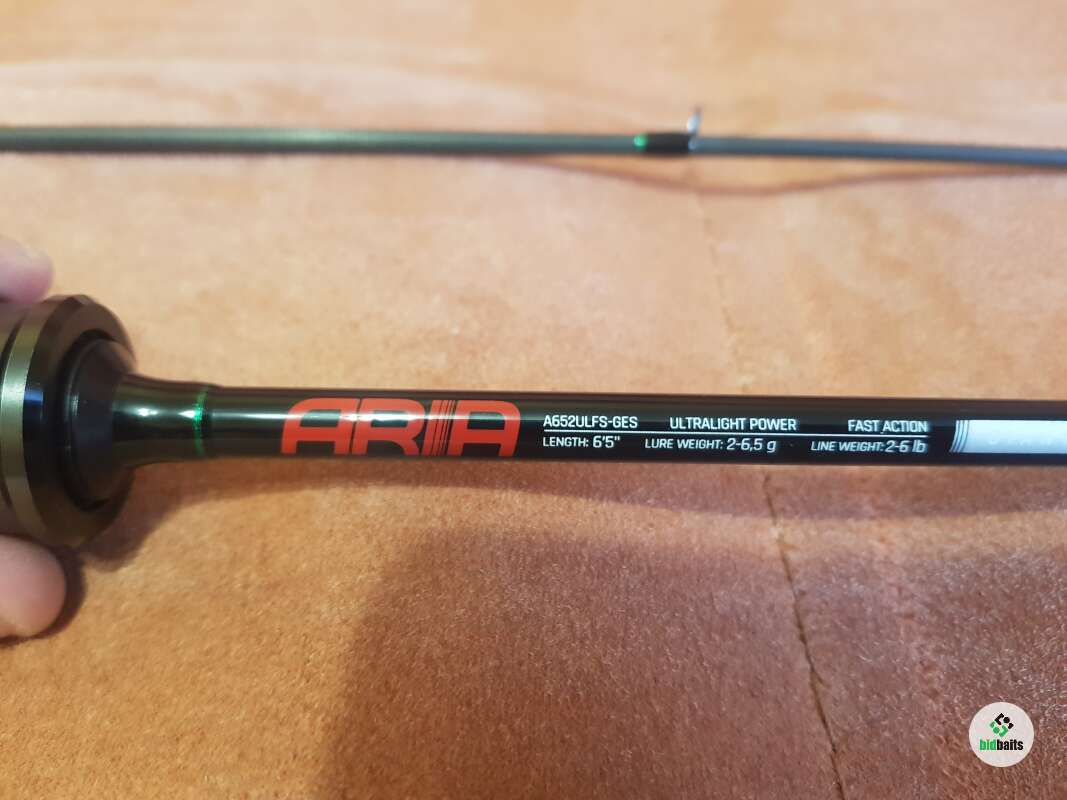 ARIA
A652ULFS-GES ULTRALIGHT POWER FAST ACTION
LENGTH: 6'5" LURE WEIGHT: 2-6,5 g LINE WEIGHT: 2-6 lb
bidbaits